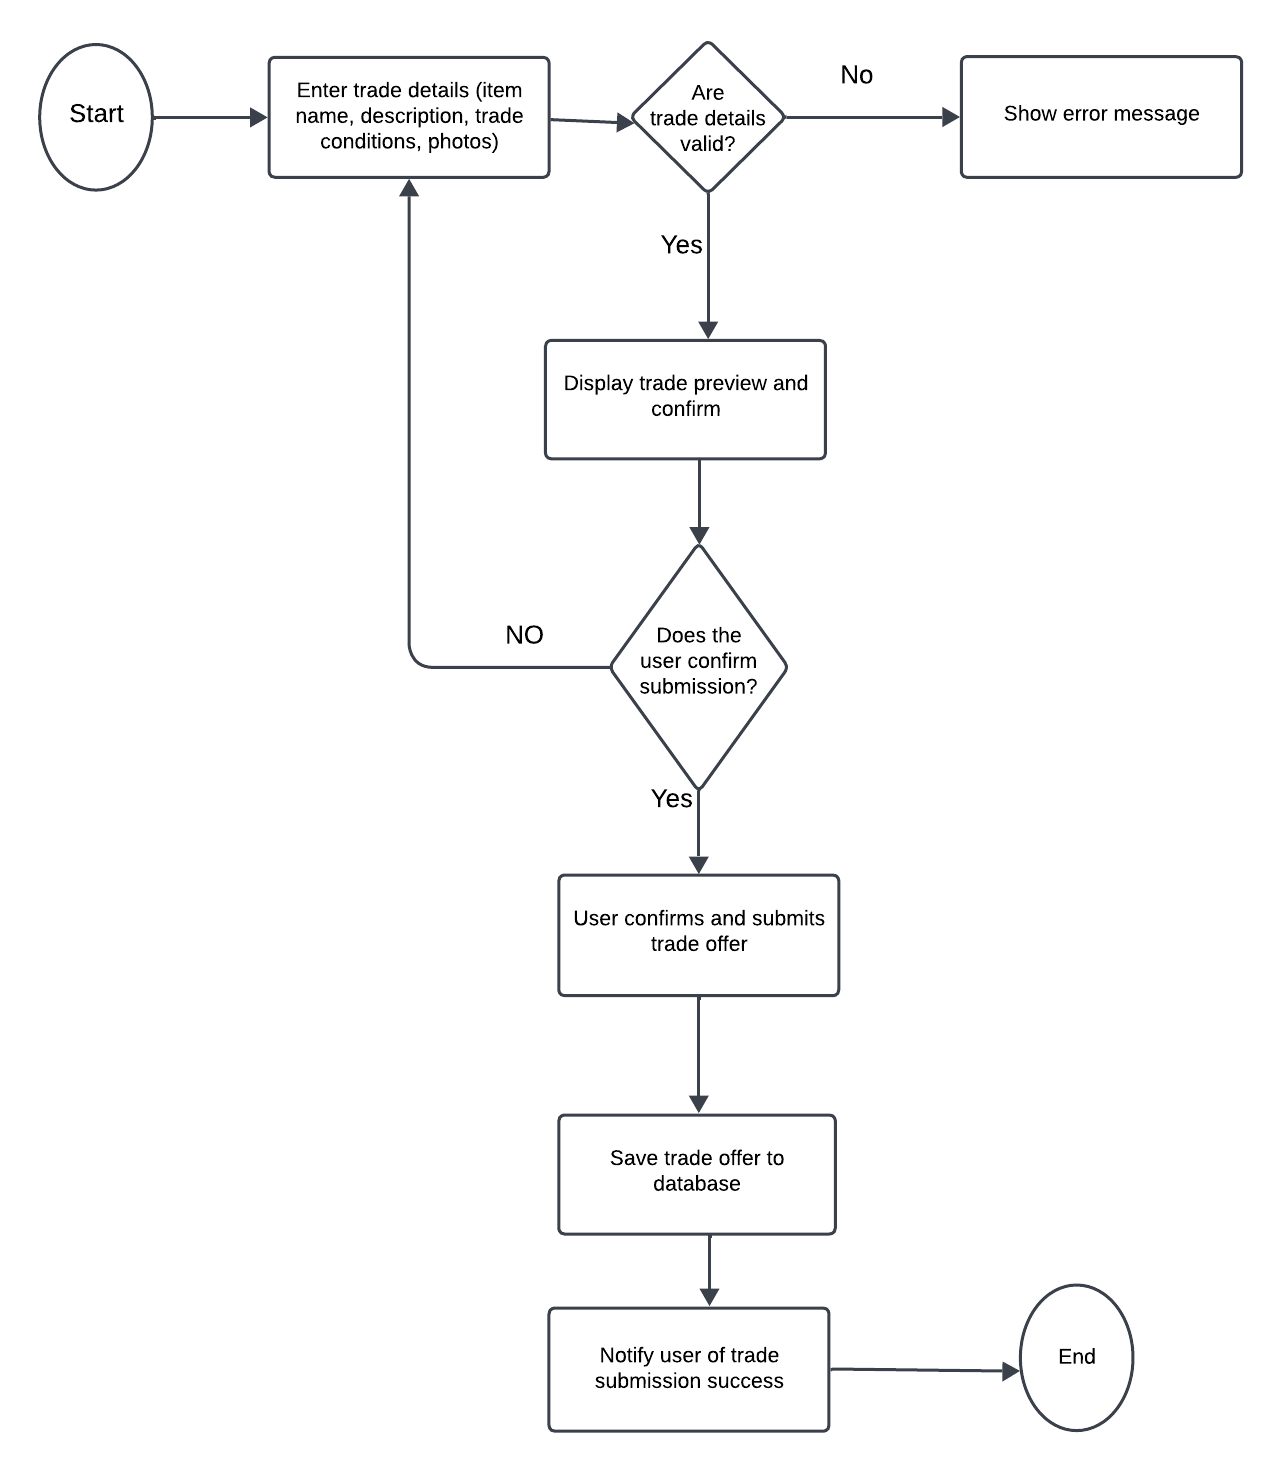 Start
Enter trade details (item
name, description, trade
conditions, photos)
Are
trade details
valid?
No
Show error message
Yes
Display trade preview and
confirm
NO
Does the
user confirm
submission?
Yes
User confirms and submits
trade offer
Save trade offer to
database
Notify user of trade
submission success
End